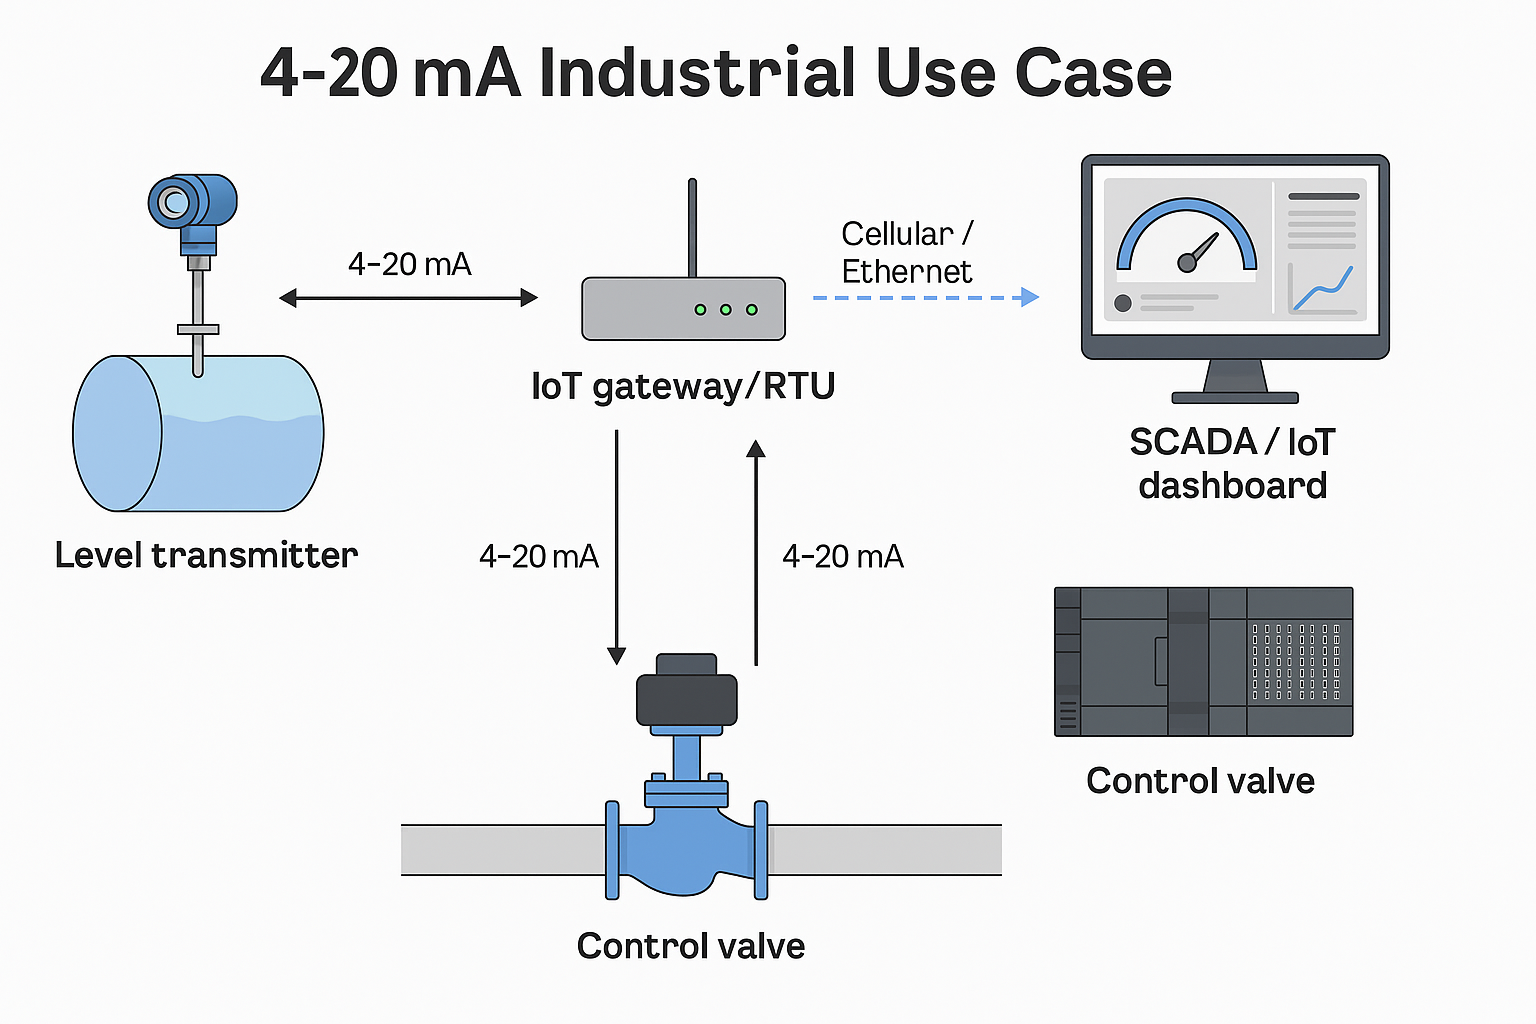 4-20 mA Industrial Use Case
4-20 mA
Cellular /
Ethernet
IoT gateway/RTU
SCADA / IoT
dashboard
Level transmitter
4-20 mA
4-20 mA
Control valve
Control valve